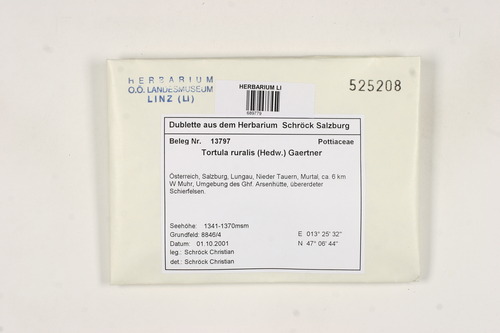 HERBARIUM
O.Ö. LANDESMUSEUM
LINZ (LI)
HERBARIUM LI
689779
525208
Dublette aus dem Herbarium Schröck Salzburg
Beleg Nr. 13797 Pottiaceae
Tortula ruralis (Hedw.) Gaertner
Österreich, Salzburg, Lungau, Nieder Tauern, Murtal, ca. 6 km
W Muhr, Umgebung des Ghf. Arsenhütte, übererdeter
Schierfelsen.
Seehöhe: 1341-1370msm
Grundfeld: 8846/4 E 013° 25' 32"
Datum: 01.10.2001 N 47° 06' 44"
leg.: Schröck Christian
det.: Schröck Christian